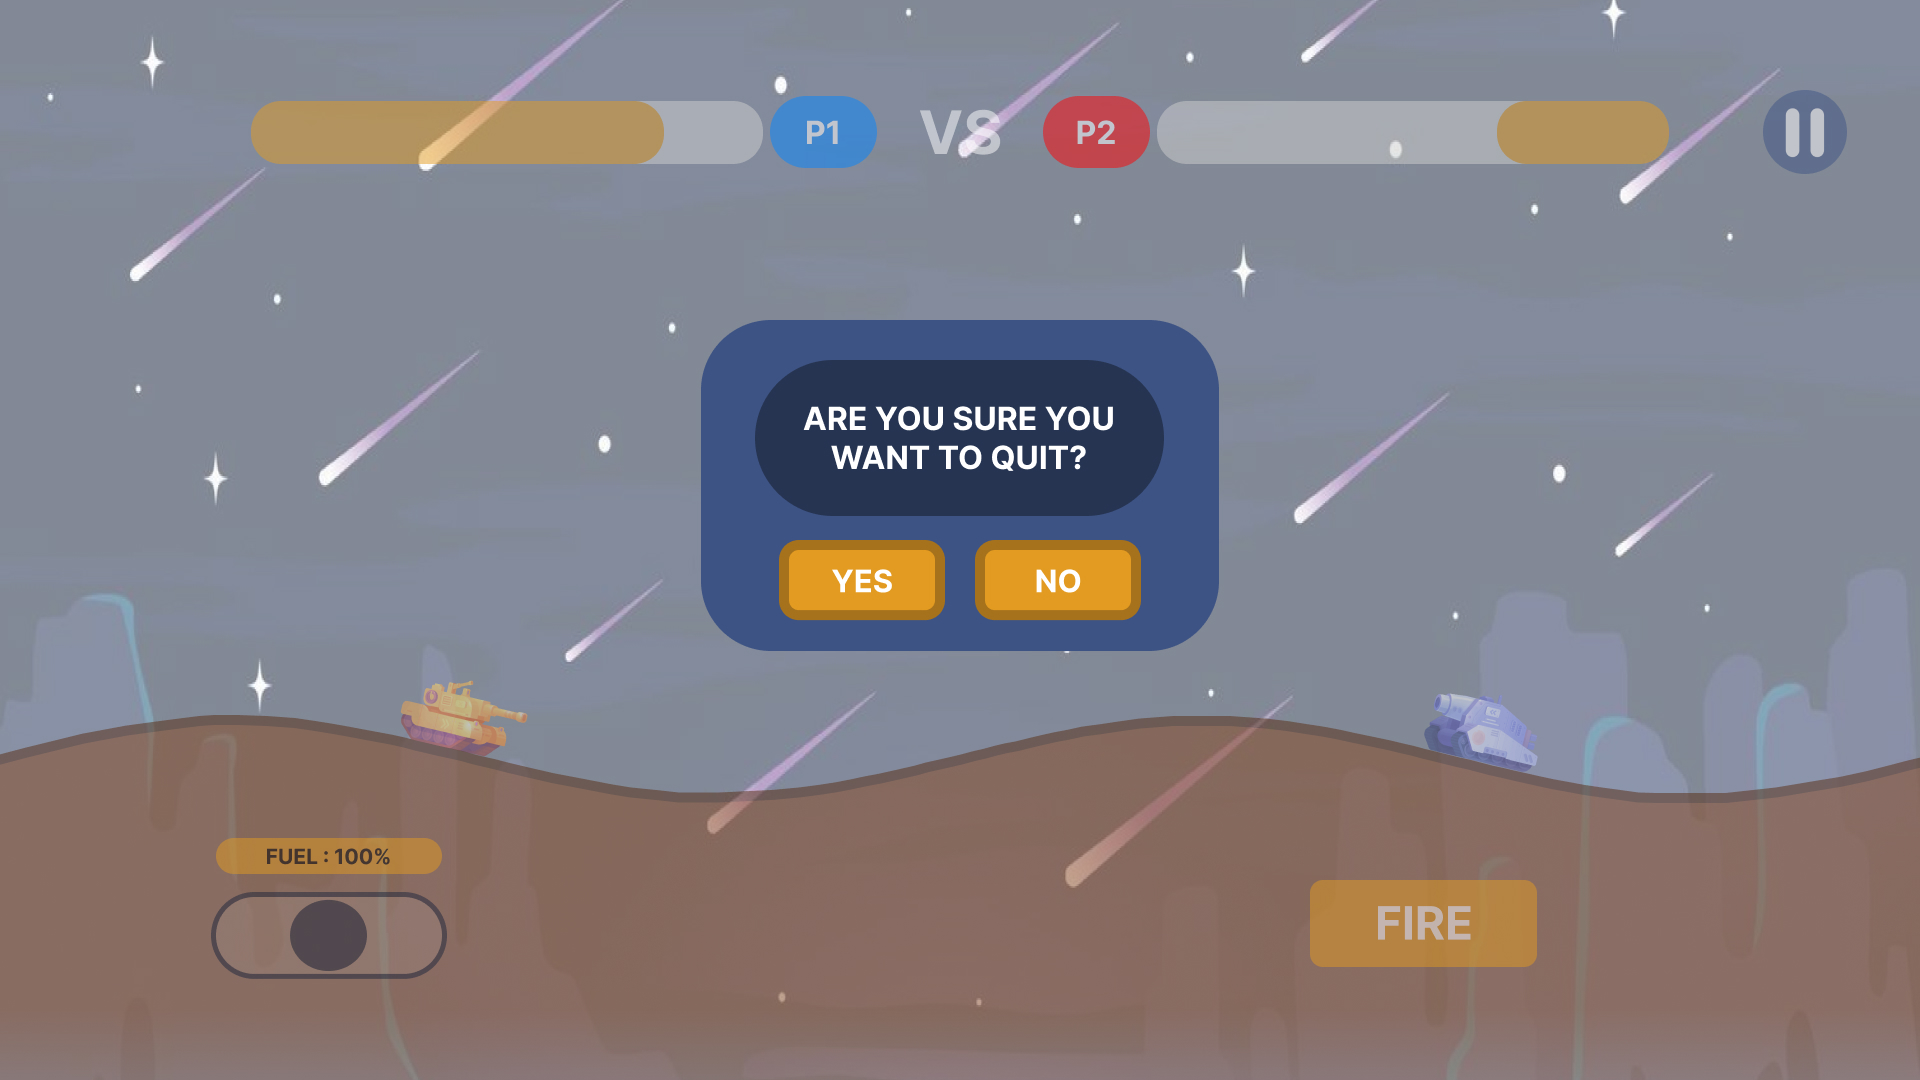 P1 VS P2
ARE YOU SURE YOU
WANT TO QUIT?
YES NO
FUEL : 100%
FIRE